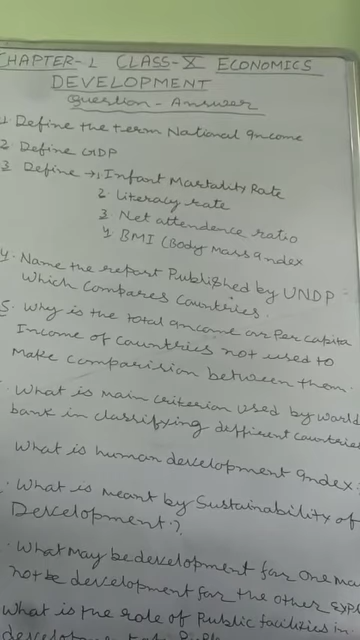 CHAPTER-1 CLASS-X ECONOMICS
DEVELOPMENT
Question-Answer
1. Define the term National Income
2. Define GDP
3 Define → 1. Infant Martality Rate
2. Literacy rate
3 Net attendence ratio
4 BMI (Body Mass Index
4. Name the report Published by UNDP
Which compares Countries.
5. Why is the total Income or Per Capita
Income of Countries not used to
Make comparision between them.
What is main criterion used by World
bank in classifying different Countries
What is human development Index.
What is meant by Sustainability of
Development?
What May be development for One ma
not be development for the other
What is the role of Public facilities in